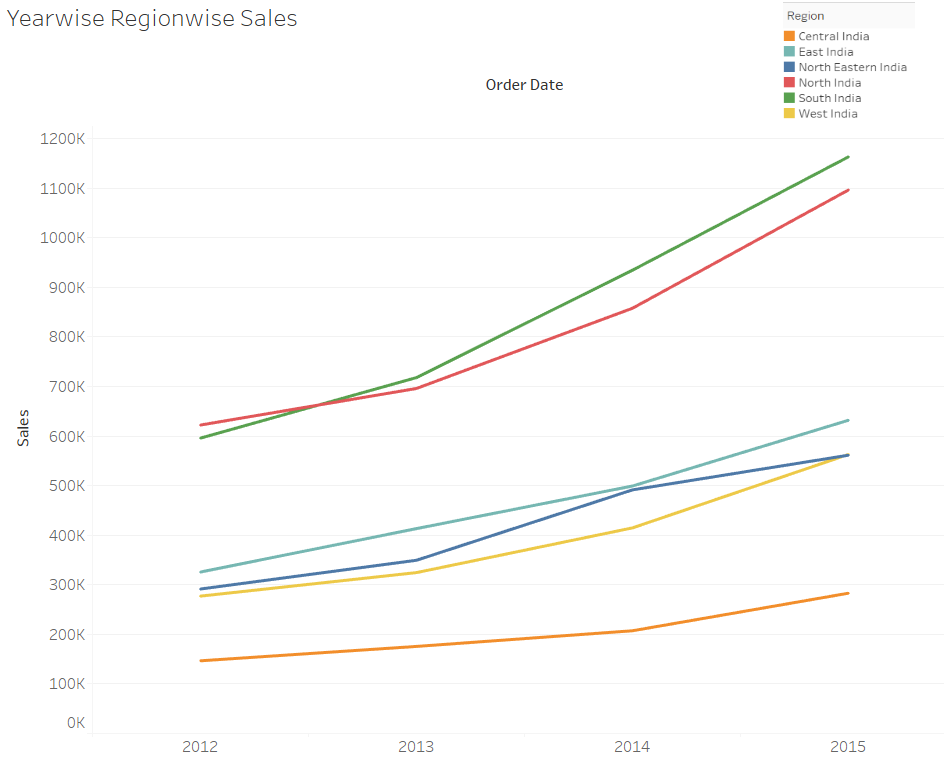 Yearwise Regionwise Sales
Region
Central India
East India
North Eastern India
North India
South India
West India
Order Date
1200K
1100K
1000K
900K
800K
700K
600K
500K
400K
300K
200K
100K
0K
Sales
2012 2013 2014 2015